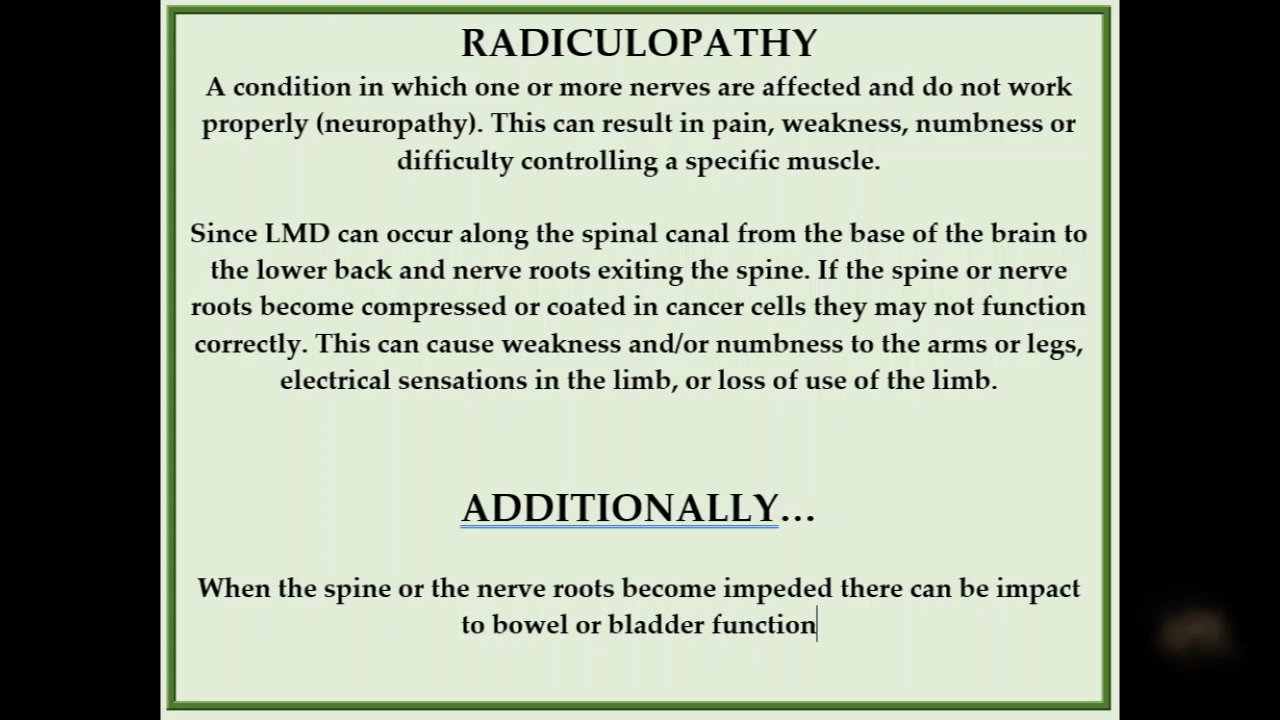 RADICULOPATHY
A condition in which one or more nerves are affected and do not work
properly (neuropathy). This can result in pain, weakness, numbness or
difficulty controlling a specific muscle.
Since LMD can occur along the spinal canal from the base of the brain to
the lower back and nerve roots exiting the spine. If the spine or nerve
roots become compressed or coated in cancer cells they may not function
correctly. This can cause weakness and/or numbness to the arms or legs,
electrical sensations in the limb, or loss of use of the limb.
ADDITIONALLY…
When the spine or the nerve roots become impeded there can be impact
to bowel or bladder function